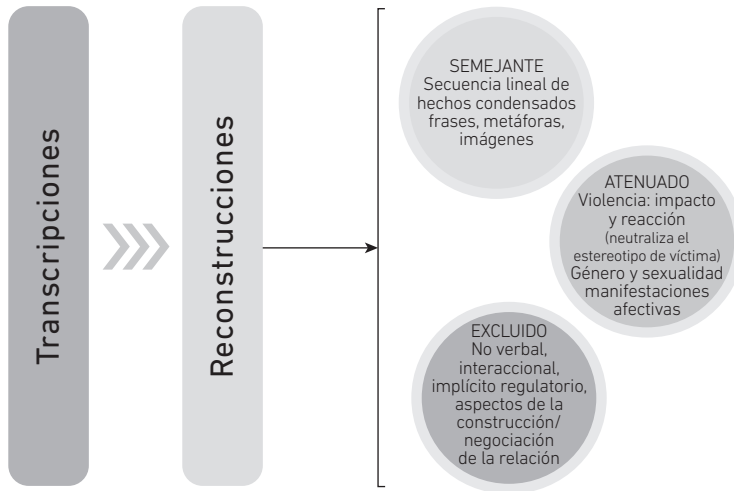 Transcripciones
Reconstrucciones
SEMEJANTE
Secuencia lineal de
hechos condensados
frases, metáforas,
imágenes
ATENUADO
Violencia: impacto
y reacción
(neutraliza el
estereotipo de víctima)
Género y sexualidad
manifestaciones
afectivas
EXCLUIDO
No verbal,
interaccional,
implícito regulatorio,
aspectos de la
construcción/
negociación
de la relación